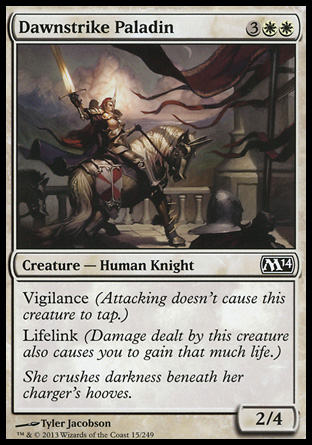 Dawnstrike Paladin 3
Creature — Human Knight M14
Vigilance (Attacking doesn't cause this
creature to tap.)
Lifelink (Damage dealt by this creature
also causes you to gain that much life.)
She crushes darkness beneath her
charger's hooves.
Tyler Jacobson
™ & © 2013 Wizards of the Coast 15/249
2/4